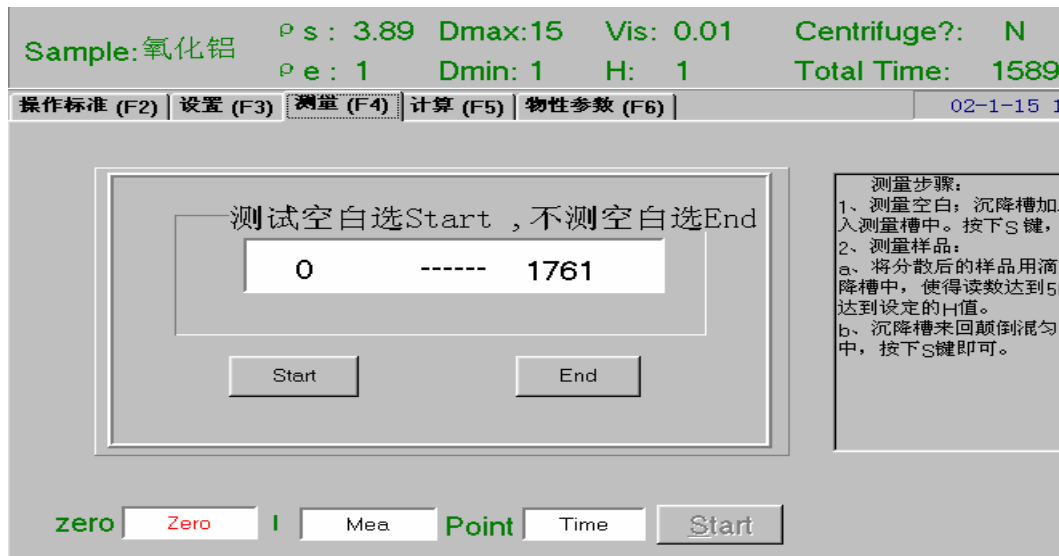 Sample:氧化铝 ρs: 3.89 Dmax:15 Vis: 0.01 Centrifuge?: N
ρe: 1 Dmin: 1 H: 1 Total Time: 1589
操作标准 (F2) 设置 (F3) 测量 (F4) 计算 (F5) 物性参数 (F6) 02-1-15 1
测试空白选Start ,不测空白选End
0 ------ 1761
Start End
测量步骤:
1、测量空白; 沉降槽加
入测量槽中。按下S键,
2、测量样品:
a、将分散后的样品用滴
降槽中, 使得读数达到5
达到设定的H值。
b、沉降槽来回颠倒混匀
中, 按下S键即可。
zero Zero I Mea Point Time Start